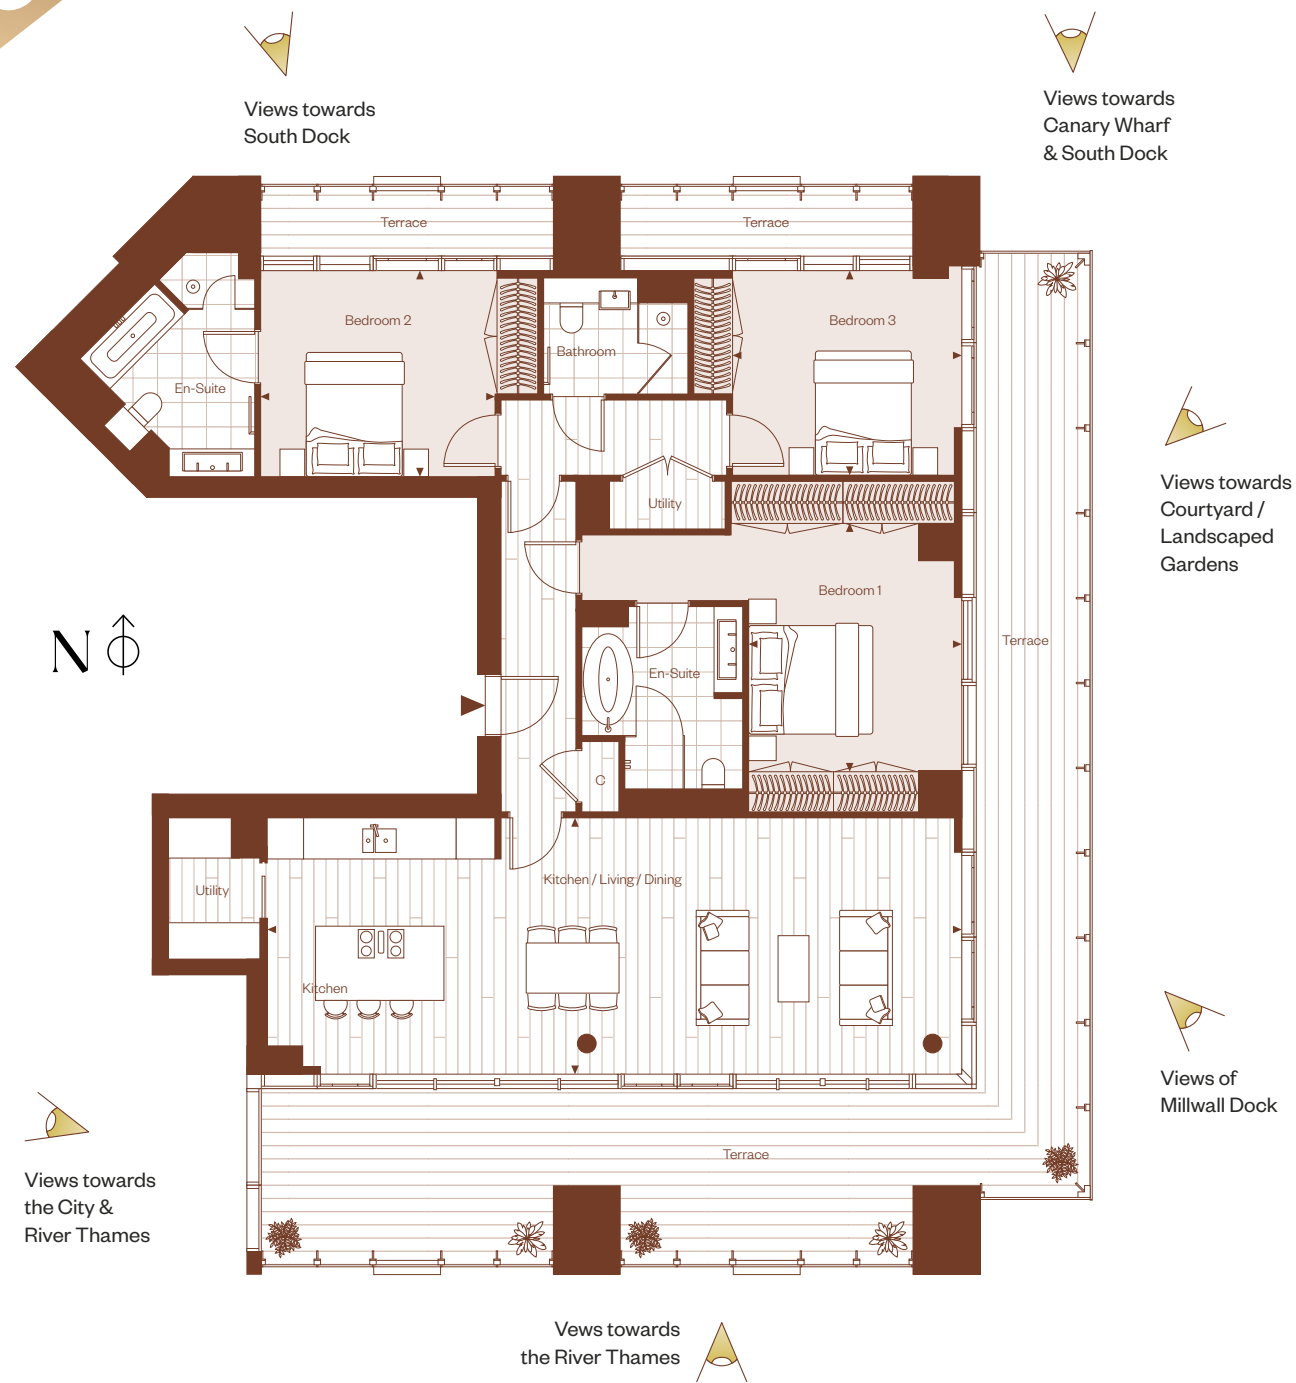 Views towards
South Dock
Views towards
Canary Wharf
& South Dock
Terrace
Terrace
Bedroom 2
Bedroom 3
Bathroom
En-Suite
Views towards
Courtyard /
Landscaped
Gardens
Utility
Bedroom 1
N
Terrace
En-Suite
C
Kitchen / Living / Dining
Utility
Kitchen
Views of
Millwall Dock
Terrace
Views towards
the City &
River Thames
Vews towards
the River Thames